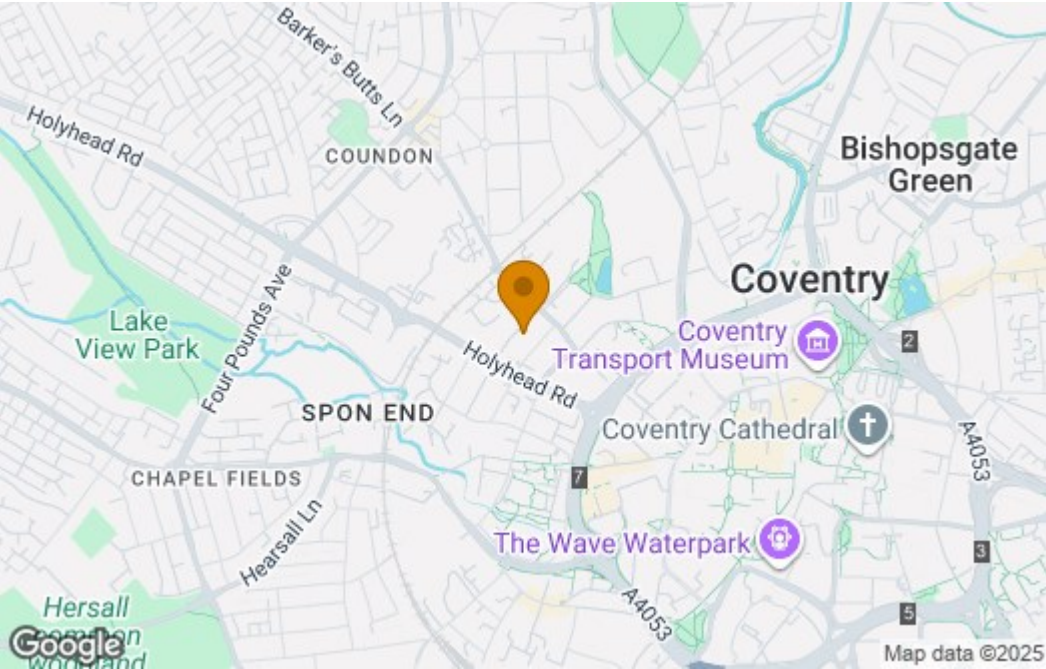 Barker's Butts Ln
Holyhead Rd
COUNDON
Bishopsgate
Green
Four Pounds Ave
Lake
View Park
Coventry
Coventry
Transport Museum
2
Holyhead Rd
SPON END
Coventry Cathedral
A4053
CHAPEL FIELDS
7
Hearsall Ln
The Wave Waterpark
3
A4053
5
Hersall
common
woodland
Google
Map data ©2025